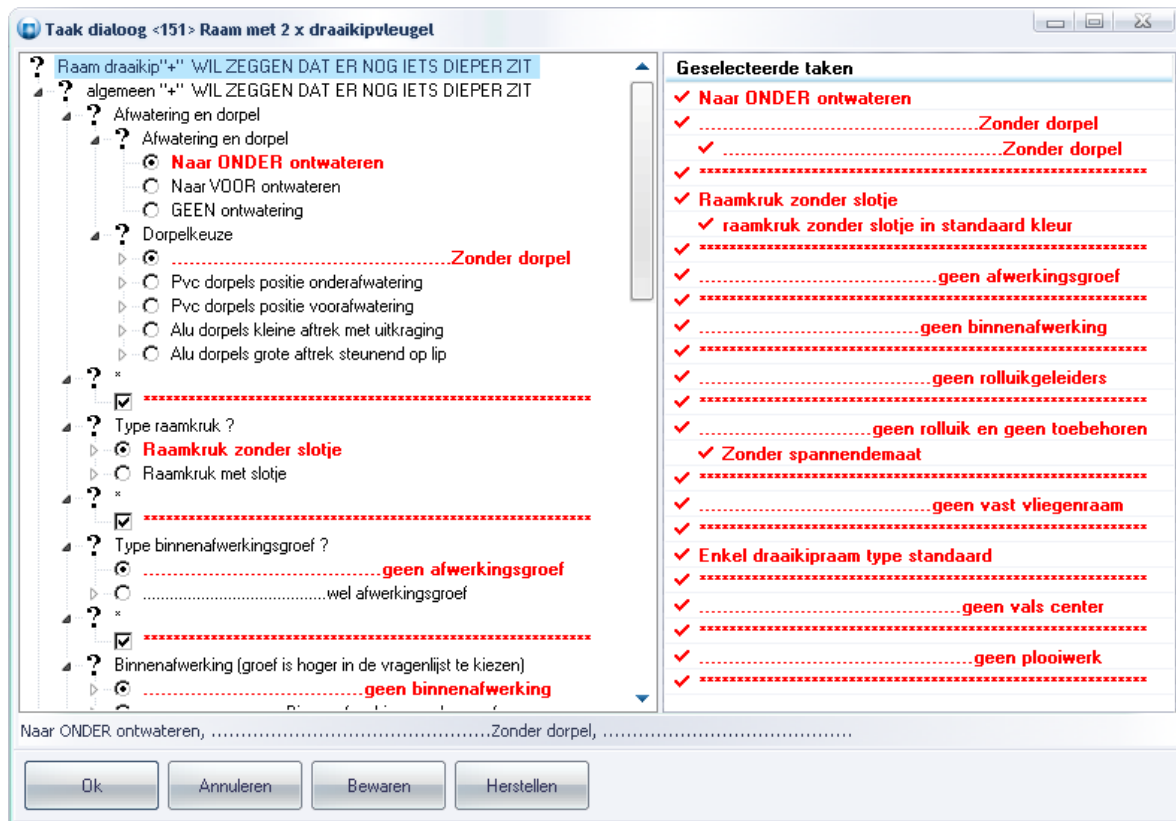 Taak dialoog <151> Raam met 2 x draaikipvleugel
? Raam draaikip"+" WIL ZEGGEN DAT ER NOG IETS DIEPER ZIT
? algemeen "+" WIL ZEGGEN DAT ER NOG IETS DIEPER ZIT
? Afwatering en dorpel
? Afwatering en dorpel
Naar ONDER ontwateren
Naar VOOR ontwateren
GEEN ontwatering
? Dorpelkeuze
...............................................Zonder dorpel
Pvc dorpels positie onderafwatering
Pvc dorpels positie voorafwatering
Alu dorpels kleine aftrek met uitkraging
Alu dorpels grote aftrek steunend op lip
? *
************************************************************
? Type raamkruk ?
Raamkruk zonder slotje
Raamkruk met slotje
? *
************************************************************
? Type binnenafwerkingsgroef ?
........................................geen afwerkingsgroef
.......................................wel afwerkingsgroef
? *
************************************************************
? Binnenafwerking (groef is hoger in de vragenlijst te kiezen)
.....................................geen binnenafwerking
Geselecteerde taken
Naar ONDER ontwateren
...............................................Zonder dorpel
...............................................Zonder dorpel
************************************************************
Raamkruk zonder slotje
raamkruk zonder slotje in standaard kleur
************************************************************
........................................geen afwerkingsgroef
************************************************************
.....................................geen binnenafwerking
************************************************************
.......................................geen rolluikgeleiders
************************************************************
.............................geen rolluik en geen toebehoren
Zonder spannendemaat
************************************************************
.......................................geen vast vliegenraam
************************************************************
Enkel draaikipraam type standaard
************************************************************
............................................geen vals center
************************************************************
..............................................geen plooiwerk
************************************************************
Naar ONDER ontwateren, ...............................................Zonder dorpel, ..........................................
Ok
Annuleren
Bewaren
Herstellen